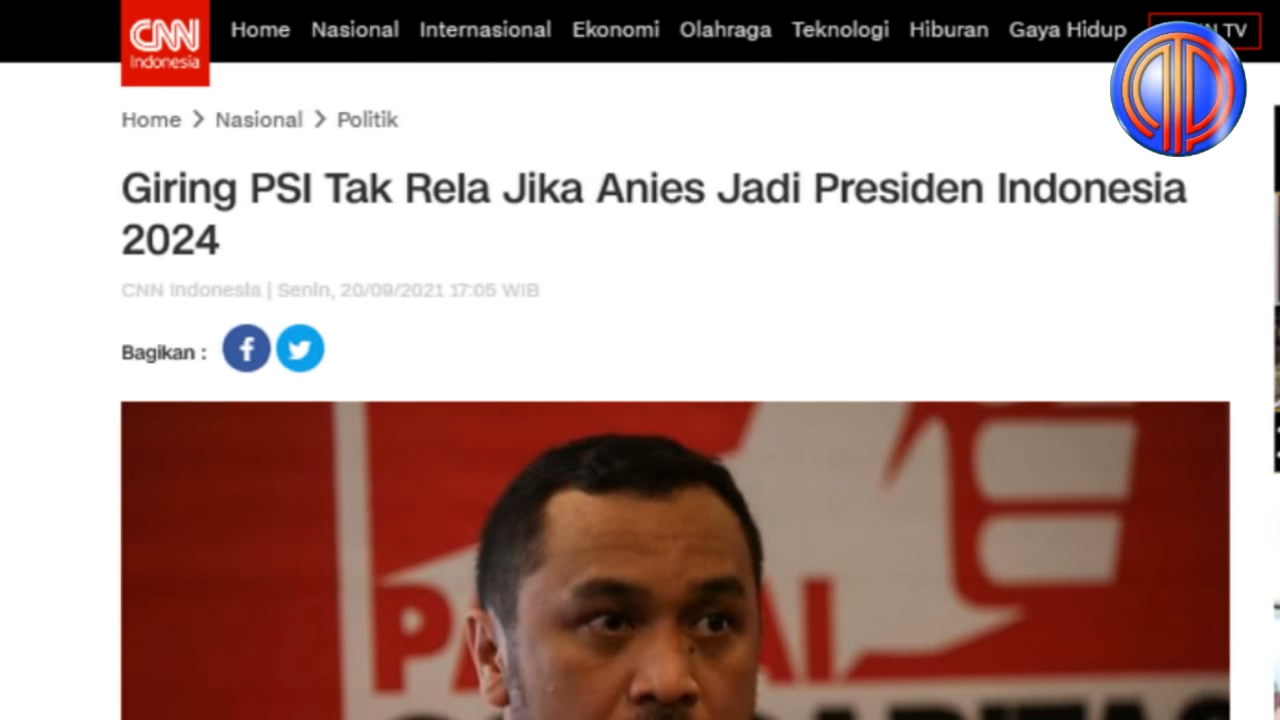 CNN
Indonesia
Home Nasional Internasional Ekonomi Olahraga Teknologi Hiburan Gaya Hidup TV
Home > Nasional > Politik
Giring PSI Tak Rela Jika Anies Jadi Presiden Indonesia
2024
CNN Indonesia | Senin, 20/09/2021 17:05 WIB
Bagikan :